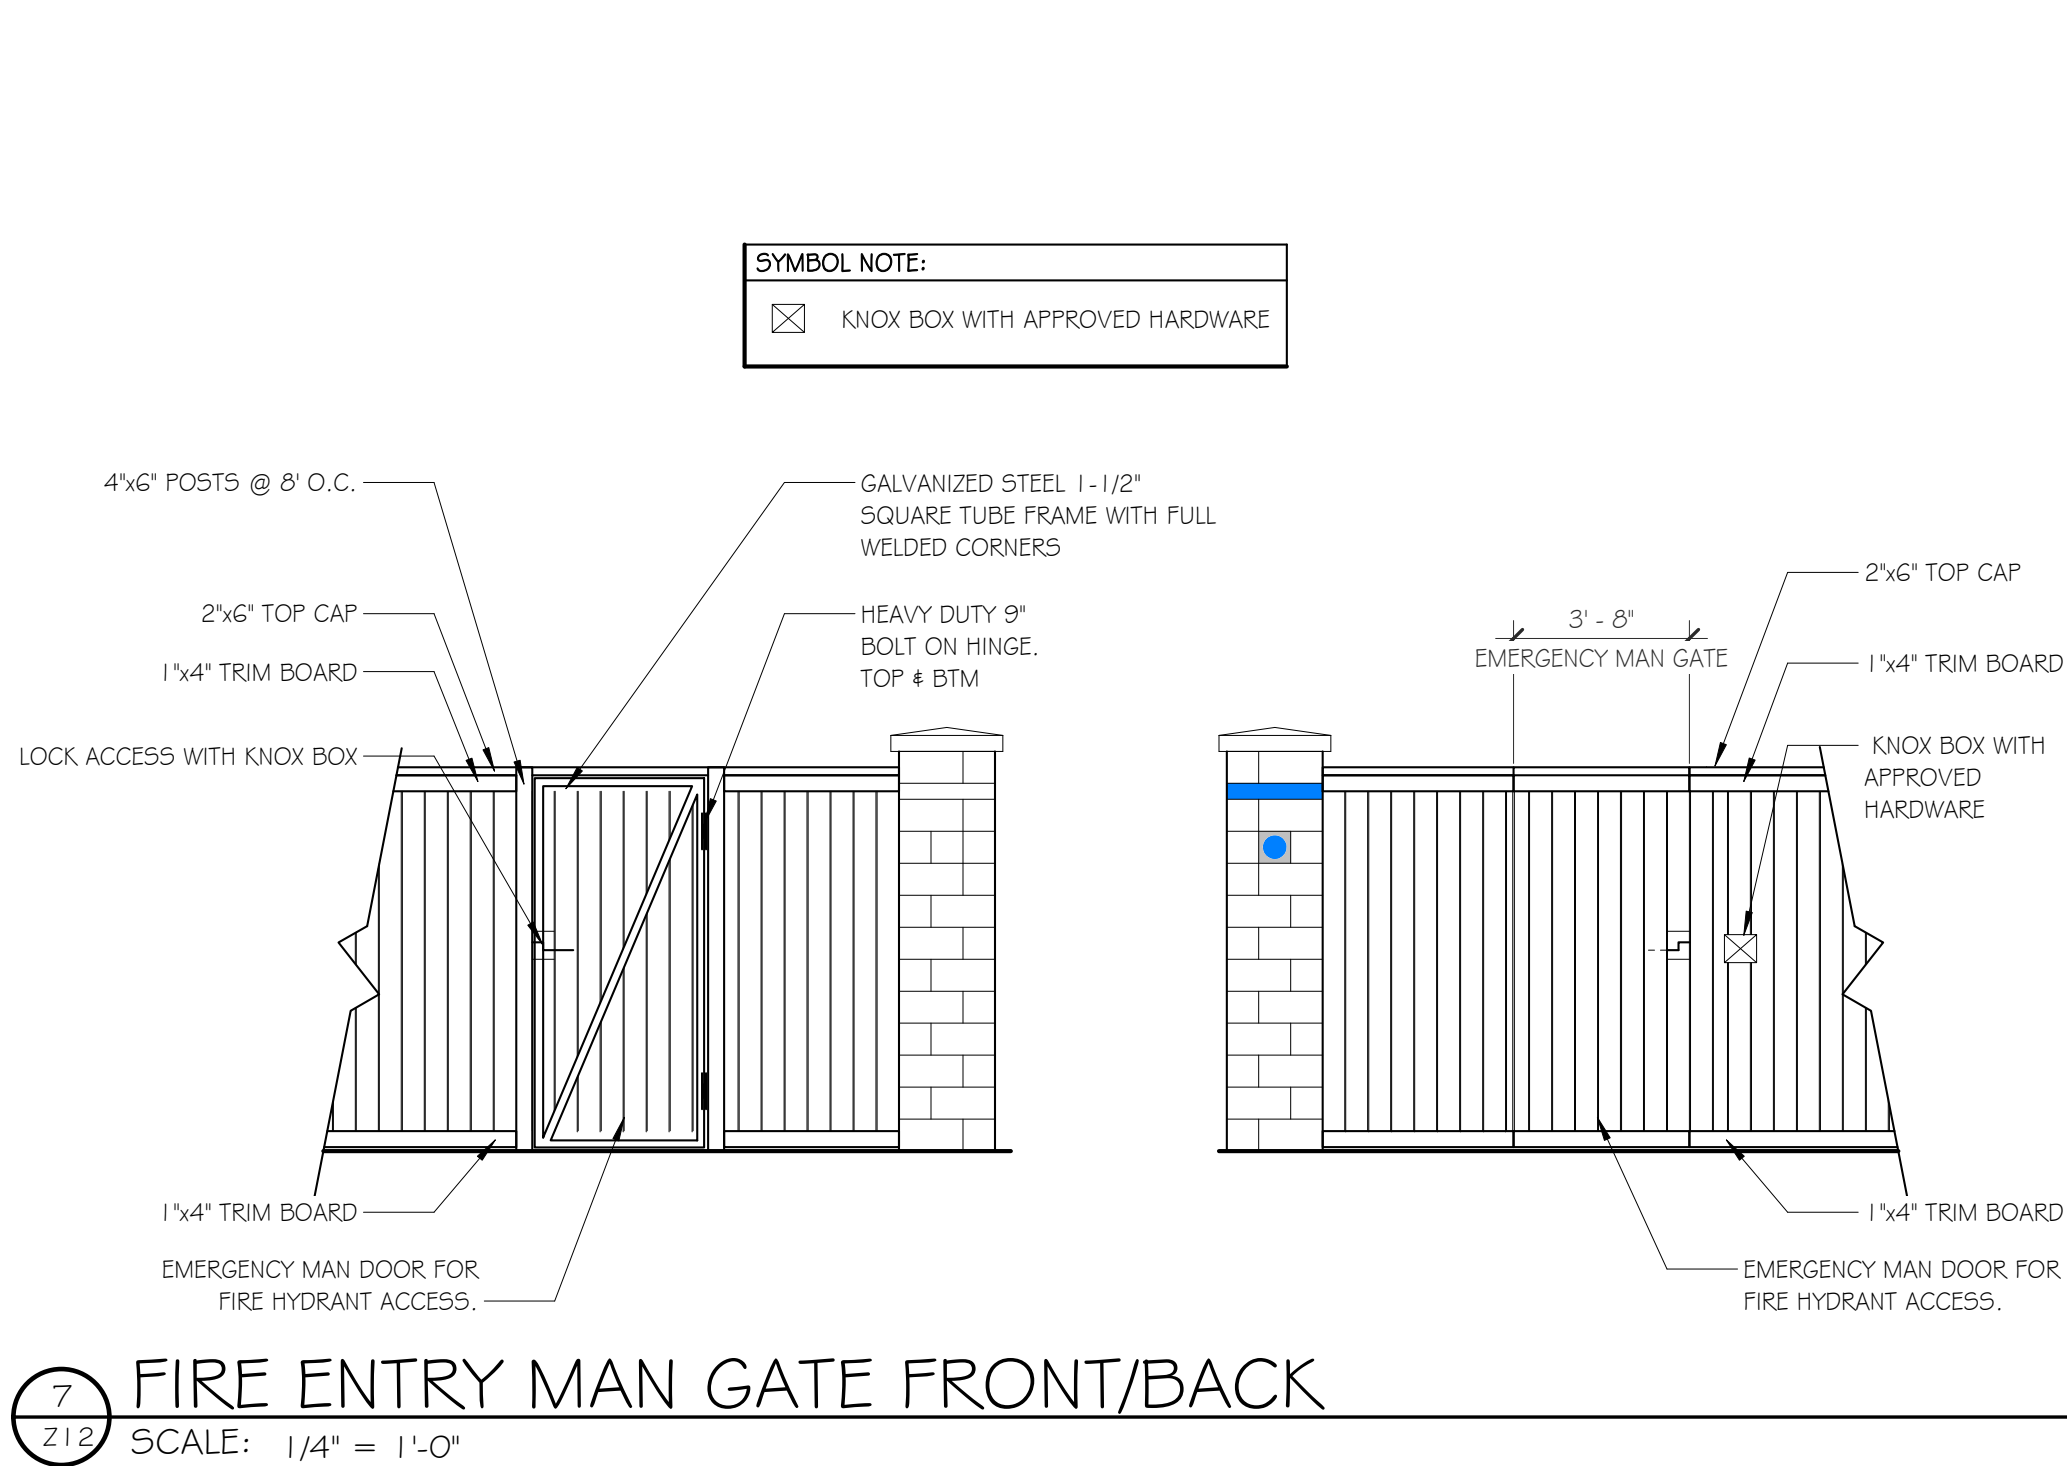 SYMBOL NOTE:
KNOX BOX WITH APPROVED HARDWARE
4"x6" POSTS @ 8' O.C.
2"x6" TOP CAP
1"x4" TRIM BOARD
LOCK ACCESS WITH KNOX BOX
GALVANIZED STEEL 1-1/2"
SQUARE TUBE FRAME WITH FULL
WELDED CORNERS
HEAVY DUTY 9"
BOLT ON HINGE.
TOP & BTM
1"x4" TRIM BOARD
EMERGENCY MAN DOOR FOR
FIRE HYDRANT ACCESS.
3' - 8"
EMERGENCY MAN GATE
2"x6" TOP CAP
1"x4" TRIM BOARD
KNOX BOX WITH
APPROVED
HARDWARE
1"x4" TRIM BOARD
EMERGENCY MAN DOOR FOR
FIRE HYDRANT ACCESS.
7
Z12
FIRE ENTRY MAN GATE FRONT/BACK
SCALE: 1/4" = 1'-0"